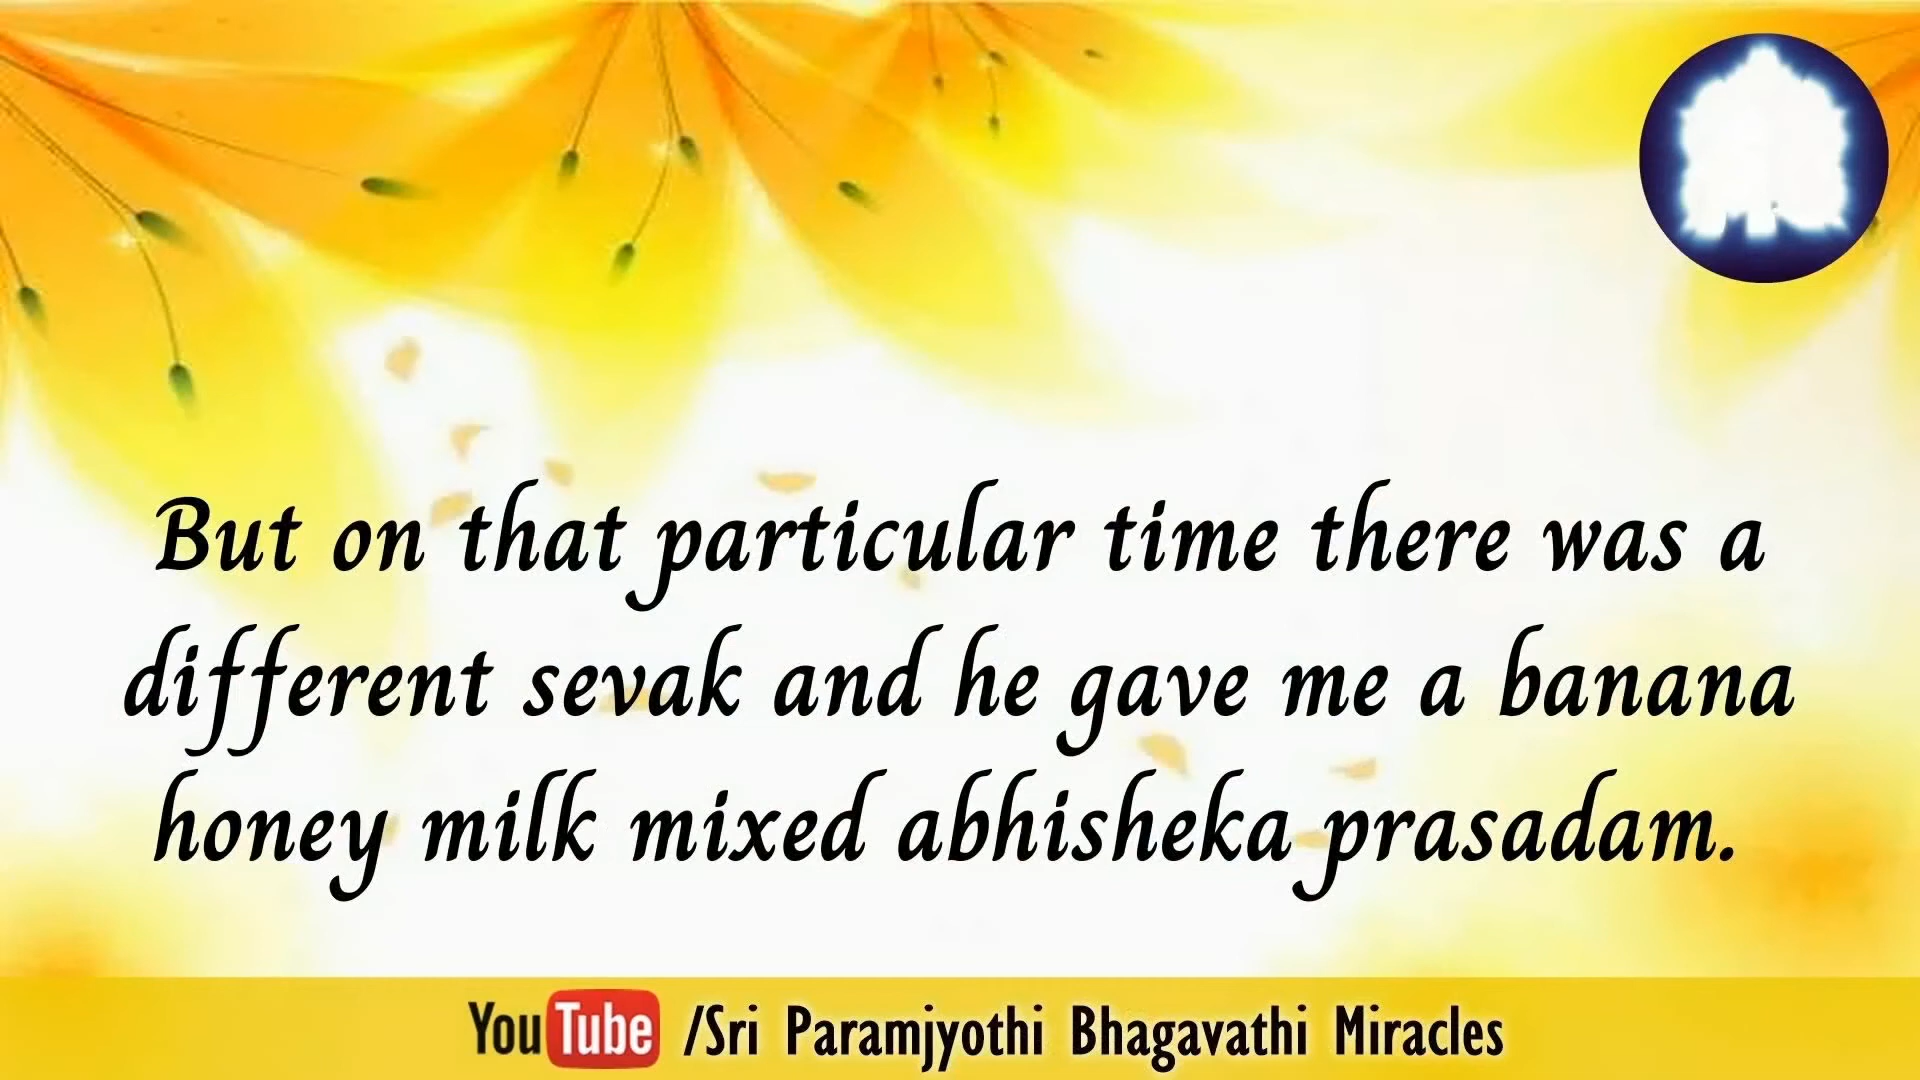 But on that particular time there was a
different sevak and he gave me a banana
honey milk mixed abhisheka prasadam.
YouTube /Sri Paramjyothi Bhagavathi Miracles